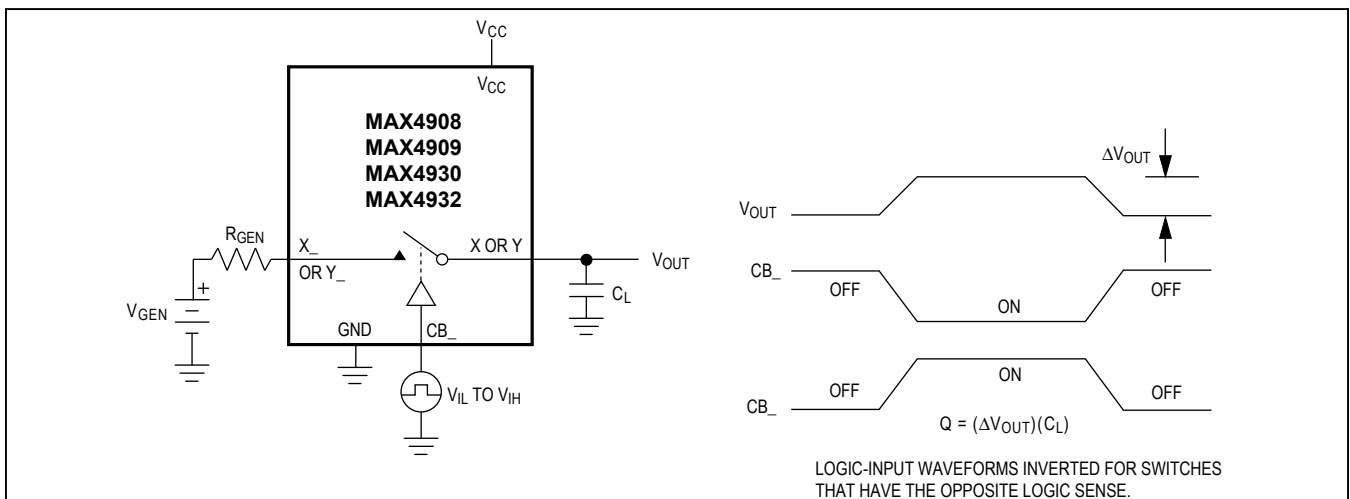 VCC
VCC
MAX4908
MAX4909
MAX4930
MAX4932
RGEN
X_
OR Y_
X OR Y
VOUT
CL
+
VGEN
GND
CB_
VIL TO VIH
ΔVOUT
VOUT
CB_
OFF
ON
OFF
CB_
OFF
ON
OFF
Q = (ΔVOUT)(CL)
LOGIC-INPUT WAVEFORMS INVERTED FOR SWITCHES
THAT HAVE THE OPPOSITE LOGIC SENSE.